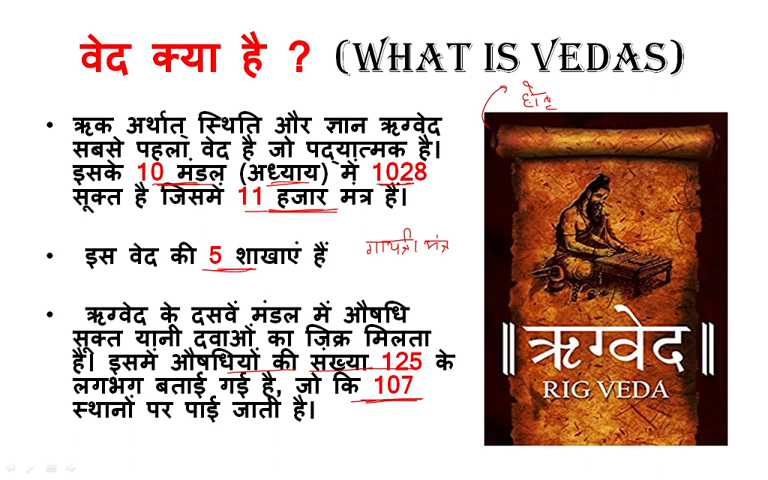 वेद क्या है ? (WHAT IS VEDAS)
होतृ
• ऋक अर्थात् स्थिति और ज्ञान ऋग्वेद
सबसे पहला वेद है जो पद्यात्मक है।
इसके 10 मंडल (अध्याय) में 1028
सूक्त है जिसमें 11 हजार मंत्र हैं।
• इस वेद की 5 शाखाएं हैं
गायत्री मंत्र
• ऋग्वेद के दसवें मंडल में औषधि
सूक्त यानी दवाओं का ज़िक्र मिलता
है। इसमें औषधियों की संख्या 125 के
लगभग बताई गई है, जो कि 107
स्थानों पर पाई जाती है।
॥ऋग्वेद॥
RIG VEDA